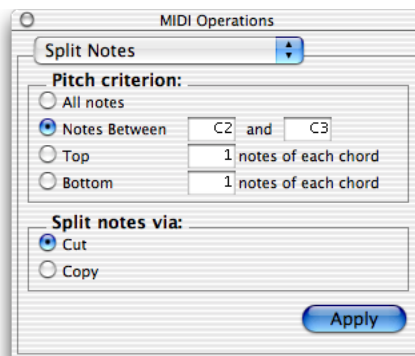 MIDI Operations
Split Notes
Pitch criterion:
All notes
Notes Between C2 and C3
Top 1 notes of each chord
Bottom 1 notes of each chord
Split notes via:
Cut
Copy
Apply